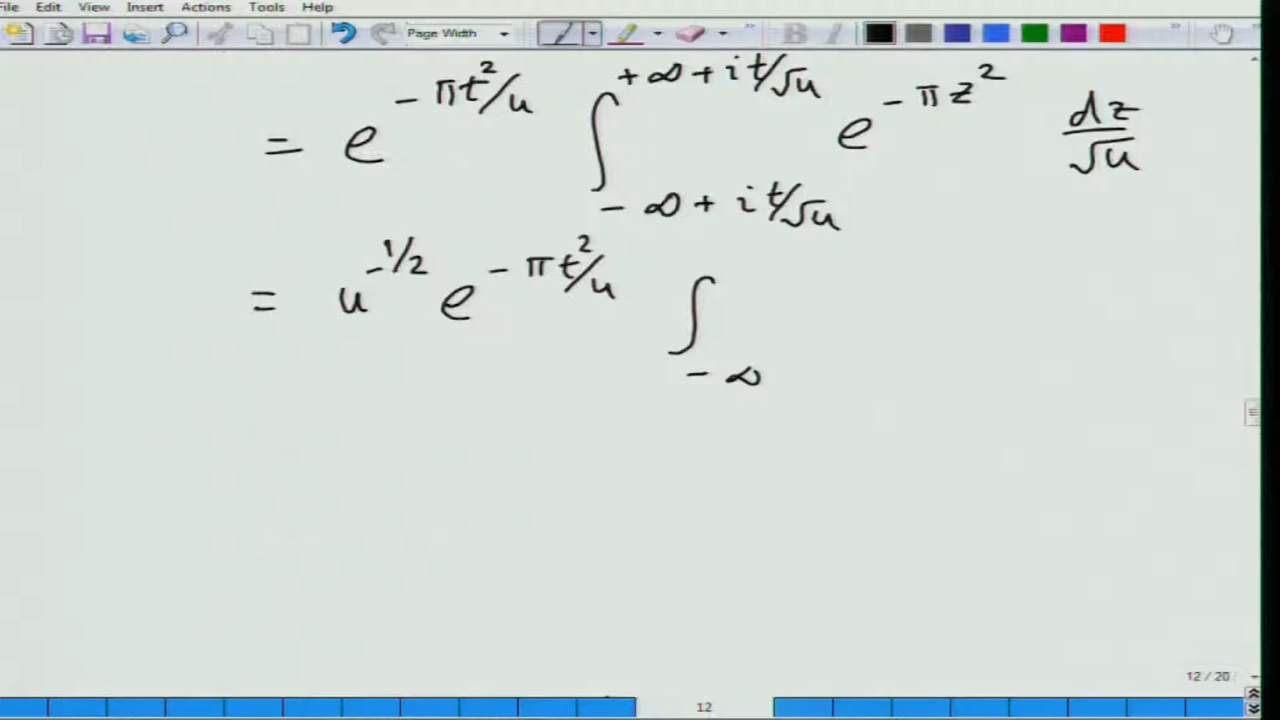 File Edit View Insert Actions Tools Help
Page Width
= e^{-πt²/u} ∫_{-∞+it/√u}^{+∞+it/√u} e^{-πz²} dz/√u
= u^{-1/2} e^{-πt²/u} ∫_{-∞}
12 / 20
12